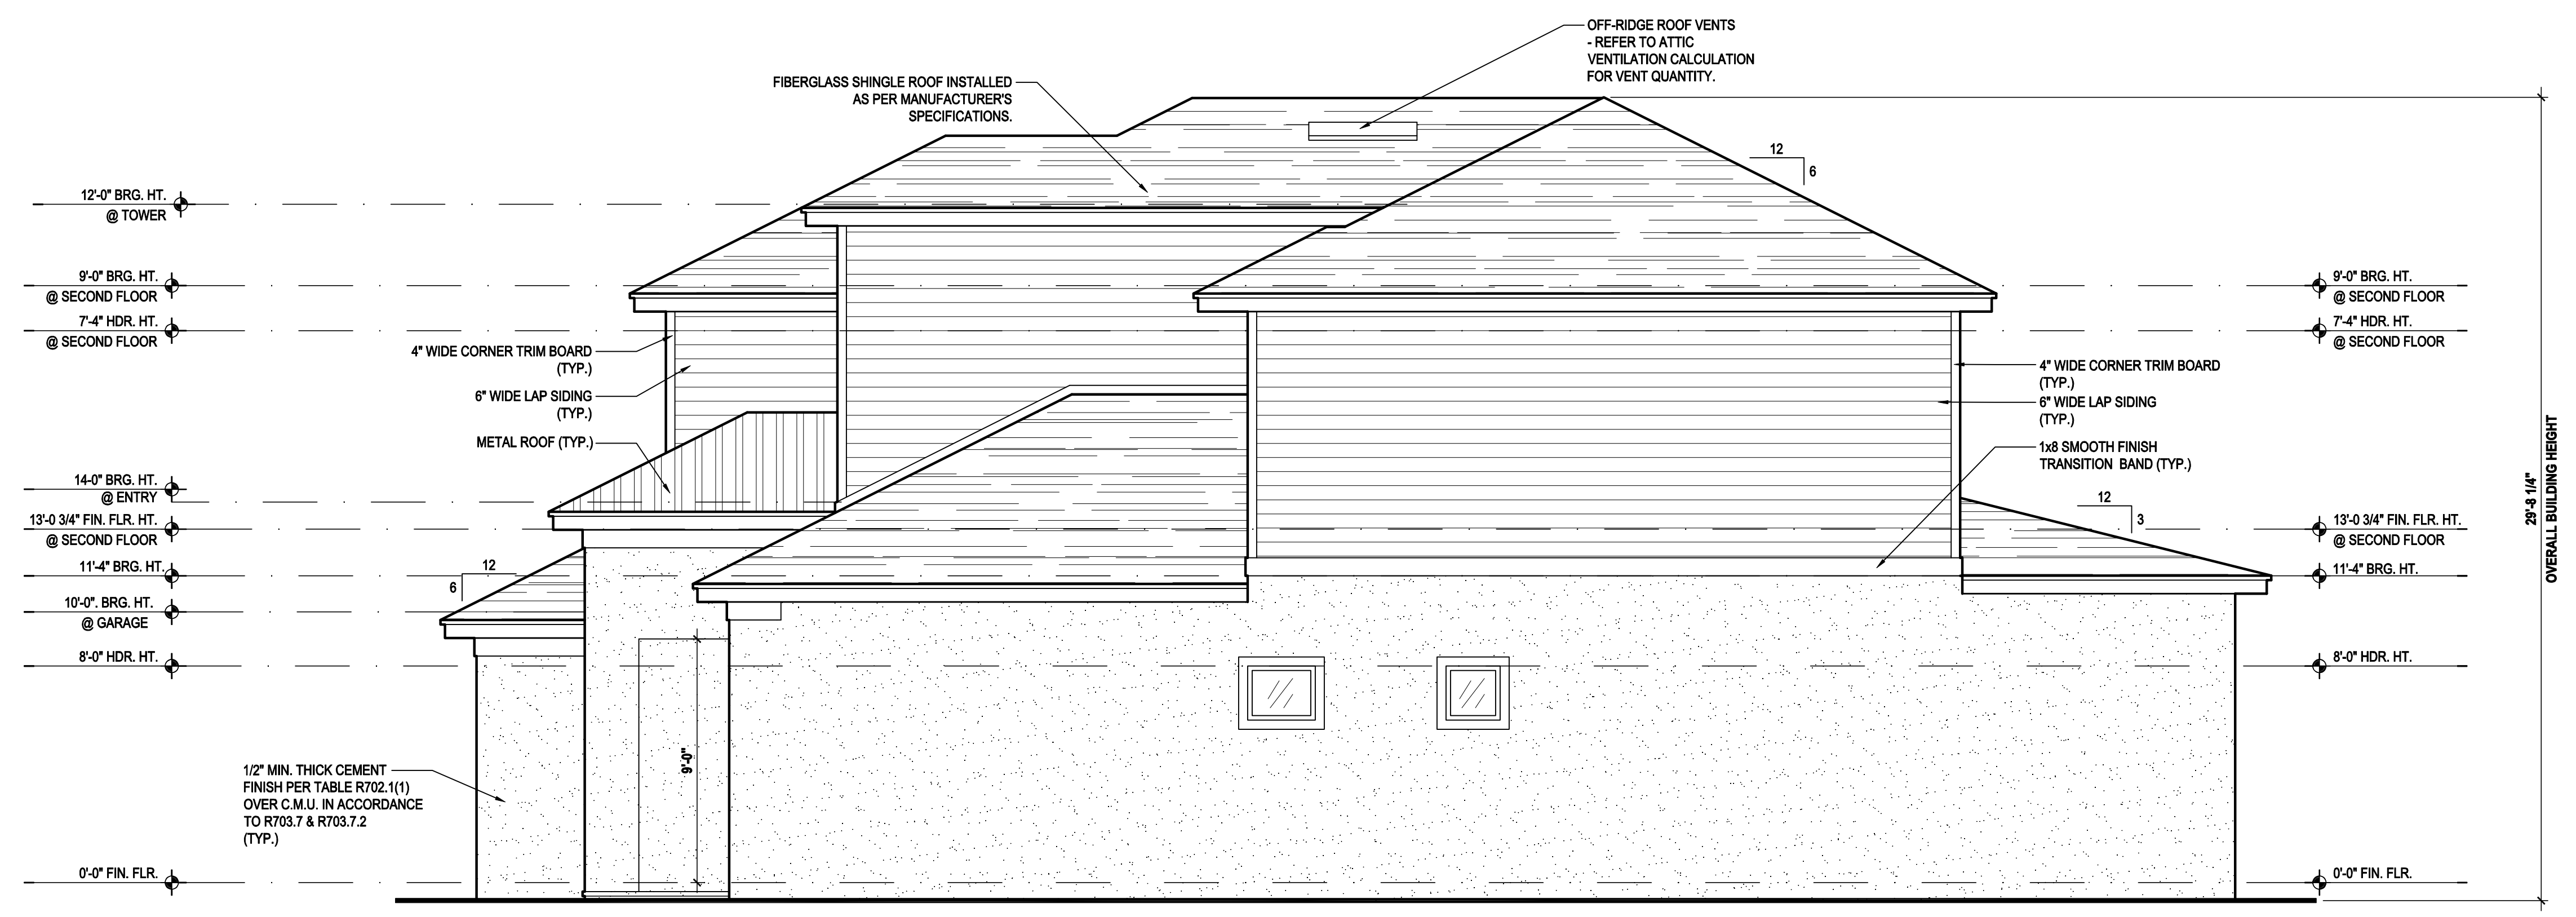 OFF-RIDGE ROOF VENTS
- REFER TO ATTIC
VENTILATION CALCULATION
FOR VENT QUANTITY.
FIBERGLASS SHINGLE ROOF INSTALLED
AS PER MANUFACTURER'S
SPECIFICATIONS.
12
6
12'-0" BRG. HT.
@ TOWER
9'-0" BRG. HT.
@ SECOND FLOOR
7'-4" HDR. HT.
@ SECOND FLOOR
4" WIDE CORNER TRIM BOARD
(TYP.)
6" WIDE LAP SIDING
(TYP.)
METAL ROOF (TYP.)
14-0" BRG. HT.
@ ENTRY
13'-0 3/4" FIN. FLR. HT.
@ SECOND FLOOR
11'-4" BRG. HT.
10'-0". BRG. HT.
@ GARAGE
8'-0" HDR. HT.
12
6
9'-0"
1/2" MIN. THICK CEMENT
FINISH PER TABLE R702.1(1)
OVER C.M.U. IN ACCORDANCE
TO R703.7 & R703.7.2
(TYP.)
0'-0" FIN. FLR.
9'-0" BRG. HT.
@ SECOND FLOOR
7'-4" HDR. HT.
@ SECOND FLOOR
4" WIDE CORNER TRIM BOARD
(TYP.)
6" WIDE LAP SIDING
(TYP.)
1x8 SMOOTH FINISH
TRANSITION BAND (TYP.)
12
3
13'-0 3/4" FIN. FLR. HT.
@ SECOND FLOOR
11'-4" BRG. HT.
8'-0" HDR. HT.
0'-0" FIN. FLR.
29'-8 1/4"
OVERALL BUILDING HEIGHT